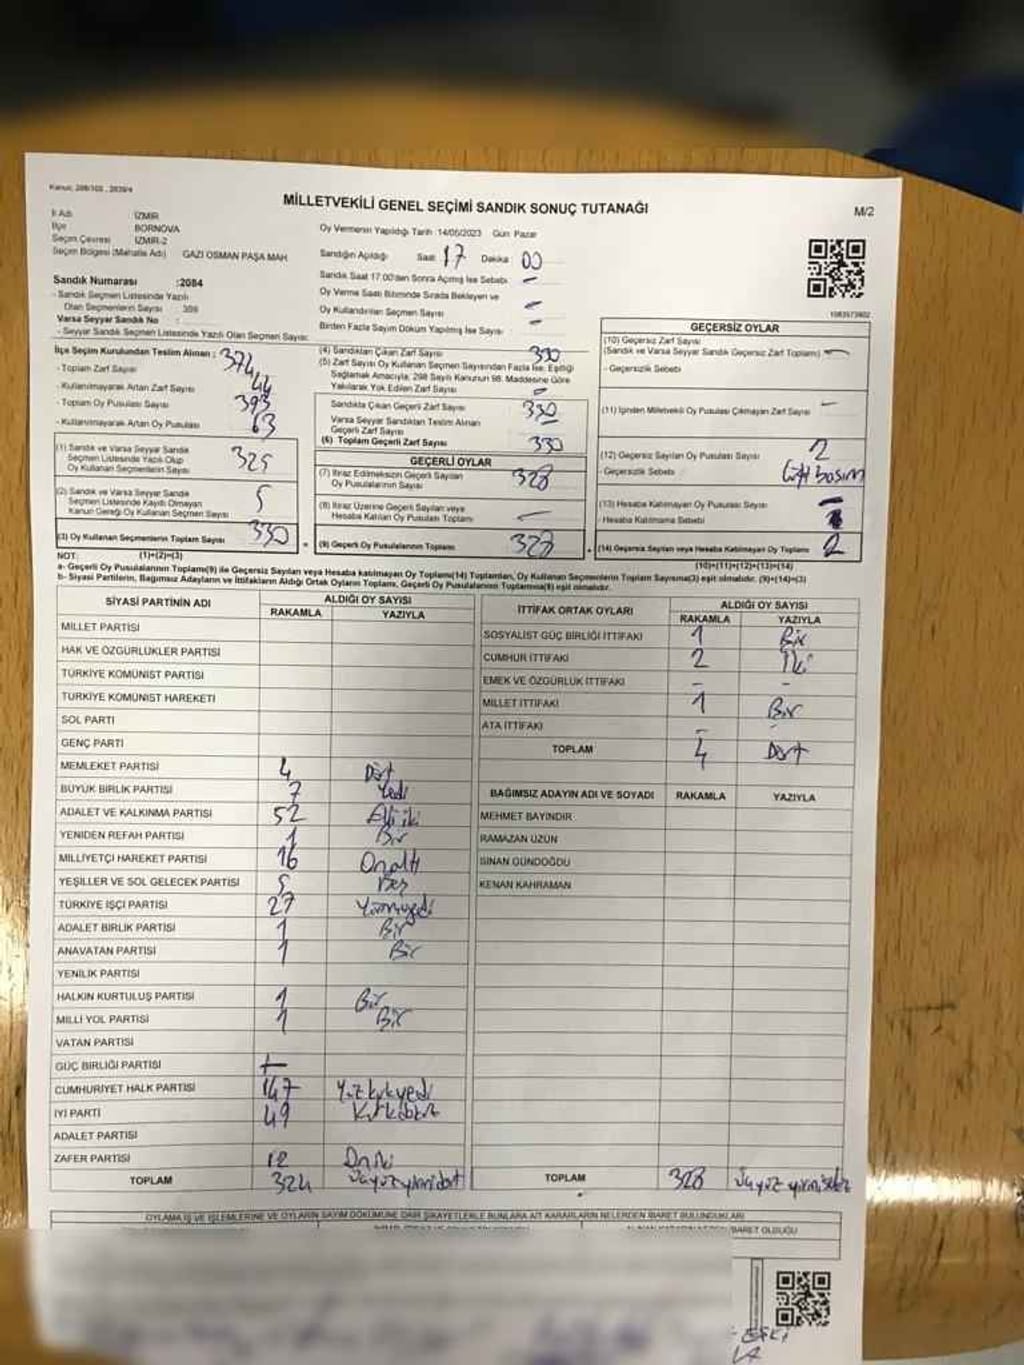 Kanun, 298/105 , 2839/4
MİLLETVEKİLİ GENEL SEÇİMİ SANDIK SONUÇ TUTANAĞI
M/2
İl Adı İZMİR
İlçe BORNOVA
Seçim Çevresi İZMİR-2
Seçim Bölgesi (Mahalle Adı) GAZİ OSMAN PAŞA MAH.
Oy Vermenin Yapıldığı Tarih :14/05/2023 Gün: Pazar
Sandığın Açıldığı Saat: 17 Dakika: 00
Sandık Saat 17.00'den Sonra Açılmış İse Sebebi : -
Oy Verme Saati Bitiminde Sırada Bekleyen ve
Oy Kullandırılan Seçmen Sayısı -
Birden Fazla Sayım Döküm Yapılmış İse Sayısı : -
Sandık Numarası :2084
- Sandık Seçmen Listesinde Yazılı
Olan Seçmenlerin Sayısı :
Varsa Seyyar Sandık No :
- Seyyar Sandık Seçmen Listesinde Yazılı Olan Seçmen Sayısı:
İlçe Seçim Kurulundan Teslim Alınan :
- Toplam Zarf Sayısı 374
- Kullanılmayarak Artan Zarf Sayısı 44
- Toplam Oy Pusulası Sayısı 393
- Kullanılmayarak Artan Oy Pusulası 63
(1) Sandık ve Varsa Seyyar Sandık
Seçmen Listesinde Yazılı Olup
Oy Kullanan Seçmenlerin Sayısı 325
(2) Sandık ve Varsa Seyyar Sandık
Seçmen Listesinde Kayıtlı Olmayan
Kanun Gereği Oy Kullanan Seçmen Sayısı 5
(3) Oy Kullanan Seçmenlerin Toplam Sayısı 330
(1)+(2)=(3)
(4) Sandıktan Çıkan Zarf Sayısı 330
(5) Zarf Sayısı Oy Kullanan Seçmen Sayısından Fazla İse, Eşitliği
Sağlamak Amacıyla, 298 Sayılı Kanunun 98. Maddesine Göre
Yakılarak Yok Edilen Zarf Sayısı -
Sandıkta Çıkan Geçerli Zarf Sayısı 330
Varsa Seyyar Sandıktan Teslim Alınan
Geçerli Zarf Sayısı -
(6) Toplam Geçerli Zarf Sayısı 330
GEÇERLİ OYLAR
(7) İtiraz Edilmeksizin Geçerli Sayılan
Oy Pusulalarının Sayısı 328
(8) İtiraz Üzerine Geçerli Sayılan veya
Hesaba Katılan Oy Pusulası Toplamı -
(9) Geçerli Oy Pusulalarının Toplamı 328
GEÇERSİZ OYLAR
(10) Geçersiz Zarf Sayısı
(Sandık ve Varsa Seyyar Sandık Geçersiz Zarf Toplamı) -
- Geçersizlik Sebebi
(11) İçinden Milletvekili Oy Pusulası Çıkmayan Zarf Sayısı -
(12) Geçersiz Sayılan Oy Pusulası Sayısı 2
- Geçersizlik Sebebi Çift basım
(13) Hesaba Katılmayan Oy Pusulası Sayısı -
- Hesaba Katılmama Sebebi
(14) Geçersiz Sayılan veya Hesaba Katılmayan Oy Toplamı 2
(10)+(11)+(12)+(13)=(14)
NOT:
a- Geçerli Oy Pusulalarının Toplamı(9) ile Geçersiz Sayılan veya Hesaba katılmayan Oy Toplamı(14) Toplamları, Oy Kullanan Seçmenlerin Toplam Sayısına(3) eşit olmalıdır. (9)+(14)=(3)
b- Siyasi Partilerin, Bağımsız Adayların ve İttifakların Aldığı Ortak Oyların Toplamı, Geçerli Oy Pusulalarının Toplamına(9) eşit olmalıdır.
SİYASİ PARTİNİN ADI ALDIĞI OY SAYISI
RAKAMLA YAZIYLA
MİLLET PARTİSİ
HAK VE ÖZGÜRLÜKLER PARTİSİ
TÜRKİYE KOMÜNİST PARTİSİ
TÜRKİYE KOMÜNİST HAREKETİ
SOL PARTİ
GENÇ PARTİ
MEMLEKET PARTİSİ 4 Dört
BÜYÜK BİRLİK PARTİSİ 7 Yedi
ADALET VE KALKINMA PARTİSİ 52 Elli iki
YENİDEN REFAH PARTİSİ 1 Bir
MİLLİYETÇİ HAREKET PARTİSİ 16 Onaltı
YEŞİLLER VE SOL GELECEK PARTİSİ 5 Beş
TÜRKİYE İŞÇİ PARTİSİ 27 Yirmiyedi
ADALET BİRLİK PARTİSİ 1 Bir
ANAVATAN PARTİSİ 1 Bir
YENİLİK PARTİSİ
HALKIN KURTULUŞ PARTİSİ 1 Bir
MİLLİ YOL PARTİSİ 1 Bir
VATAN PARTİSİ
GÜÇ BİRLİĞİ PARTİSİ
CUMHURİYET HALK PARTİSİ 147 Yüzkırkyedi
İYİ PARTİ 49 Kırkdokuz
ADALET PARTİSİ
ZAFER PARTİSİ 12 Oniki
TOPLAM 324 Üçyüzyirmidört
İTTİFAK ORTAK OYLARI ALDIĞI OY SAYISI
RAKAMLA YAZIYLA
SOSYALİST GÜÇ BİRLİĞİ İTTİFAKI 1 Bir
CUMHUR İTTİFAKI 2 İki
EMEK VE ÖZGÜRLÜK İTTİFAKI - -
MİLLET İTTİFAKI 1 Bir
ATA İTTİFAKI - -
TOPLAM 4 Dört
BAĞIMSIZ ADAYIN ADI VE SOYADI RAKAMLA YAZIYLA
MEHMET BAYINDIR
RAMAZAN UZUN
SİNAN GÜNDOĞDU
KENAN KAHRAMAN
TOPLAM 328 Üçyüz yirmisekiz
OYLAMA İŞ VE İŞLEMLERİNE VE OYLARIN SAYIM DÖKÜMÜNE DAİR ŞİKAYETLERLE BUNLARA AİT KARARLARIN NELERDEN İBARET BULUNDUKLARI